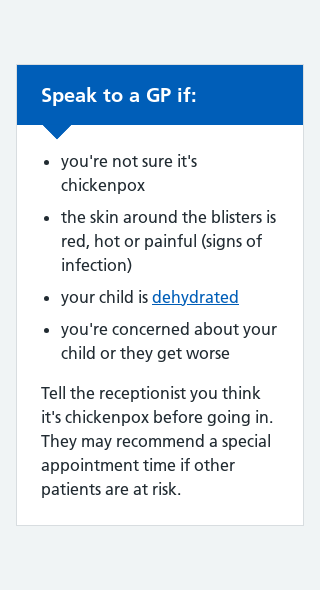 Speak to a GP if:
you're not sure it's
chickenpox
the skin around the blisters is
red, hot or painful (signs of
infection)
your child is dehydrated
you're concerned about your
child or they get worse
Tell the receptionist you think
it's chickenpox before going in.
They may recommend a special
appointment time if other
patients are at risk.